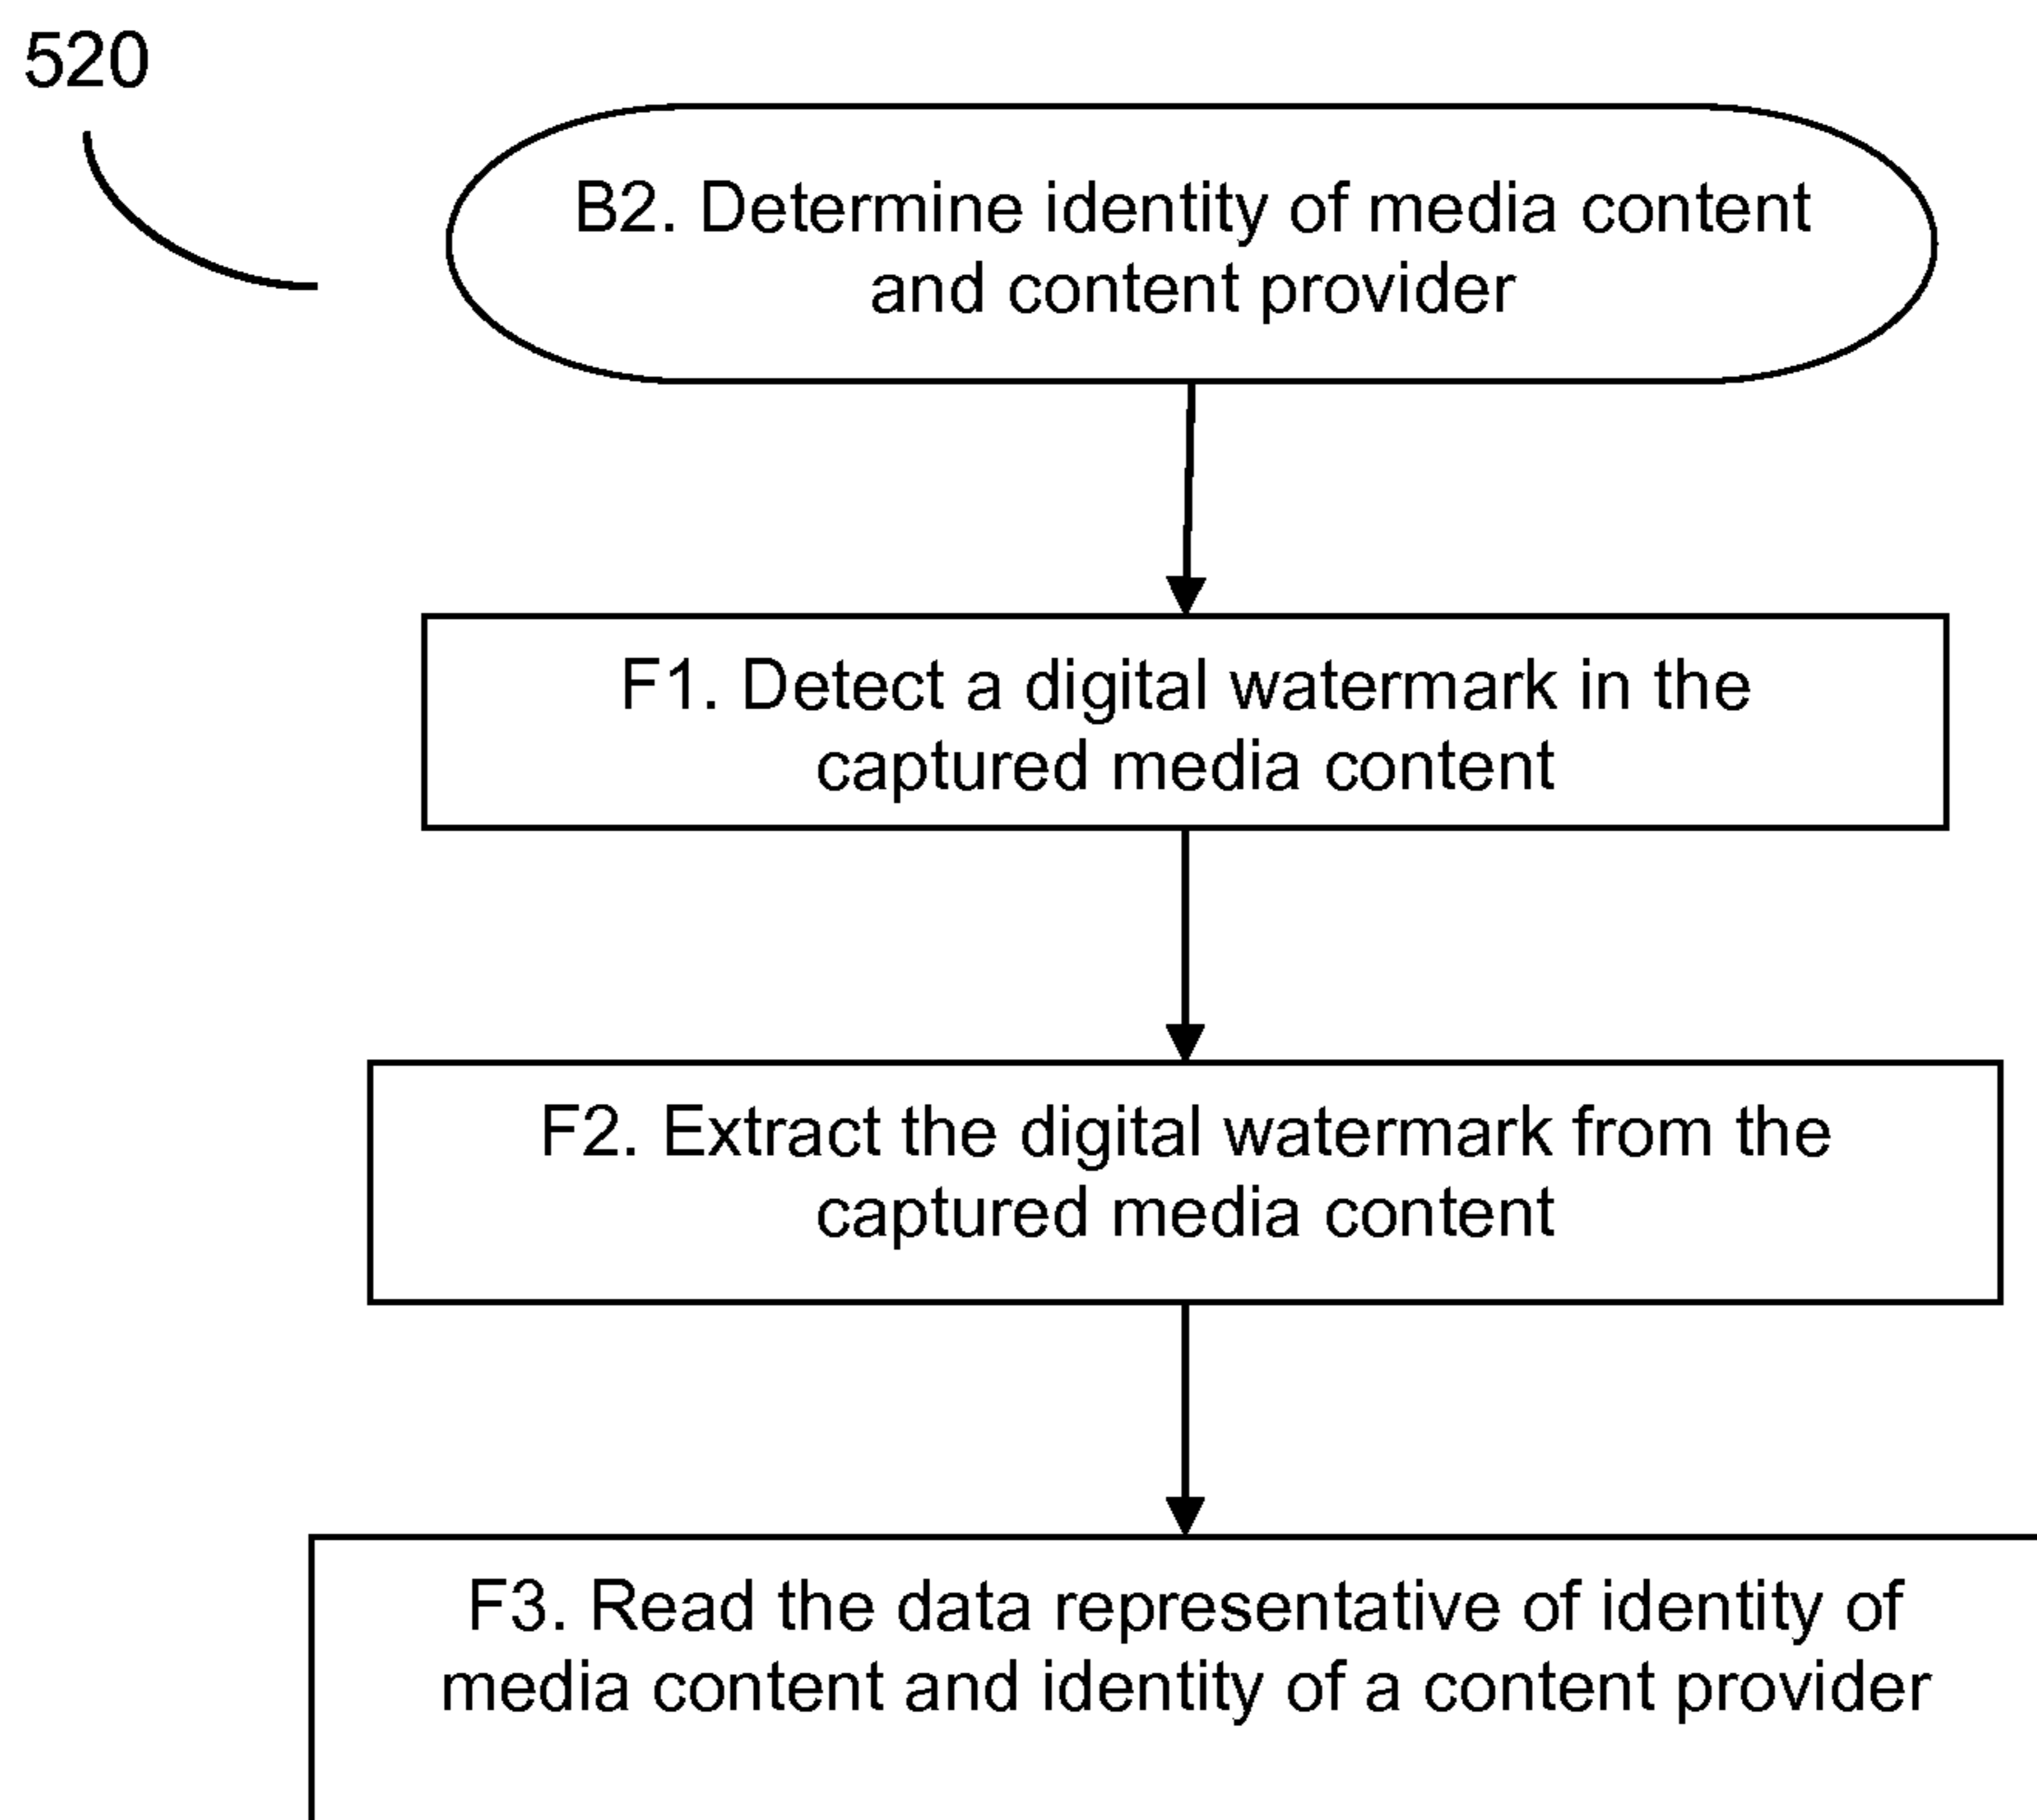 520
B2. Determine identity of media content
and content provider
F1. Detect a digital watermark in the
captured media content
F2. Extract the digital watermark from the
captured media content
F3. Read the data representative of identity of
media content and identity of a content provider